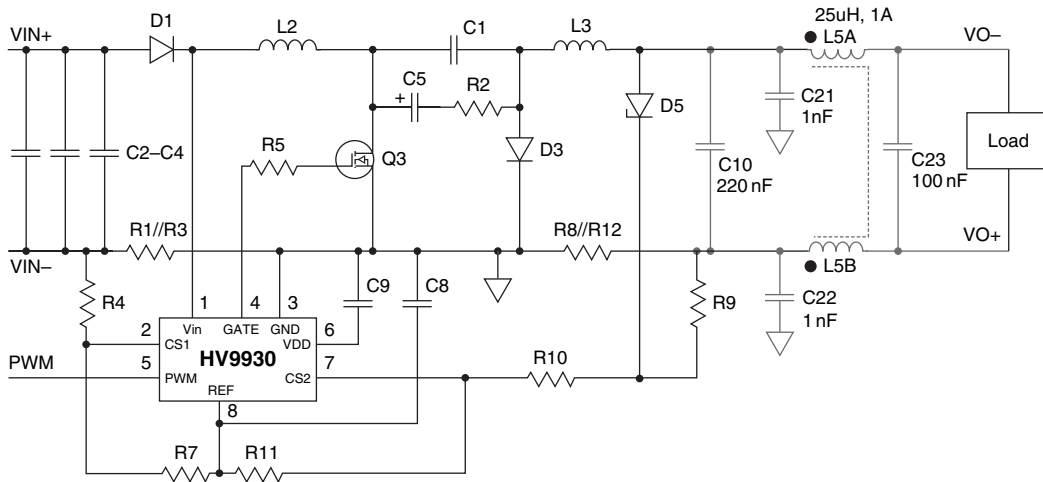 25uH, 1A
VIN+
D1
L2
C1
L3
L5A
VO–
C5
R2
+
D5
C21
1nF
C2–C4
R5
Q3
D3
C10
220 nF
C23
100 nF
Load
R1//R3
R8//R12
VO+
VIN–
L5B
R4
C9
C8
R9
C22
1 nF
1
4
3
2
Vin
GATE
GND
6
CS1
VDD
HV9930
PWM
5
7
PWM
CS2
R10
REF
8
R7
R11